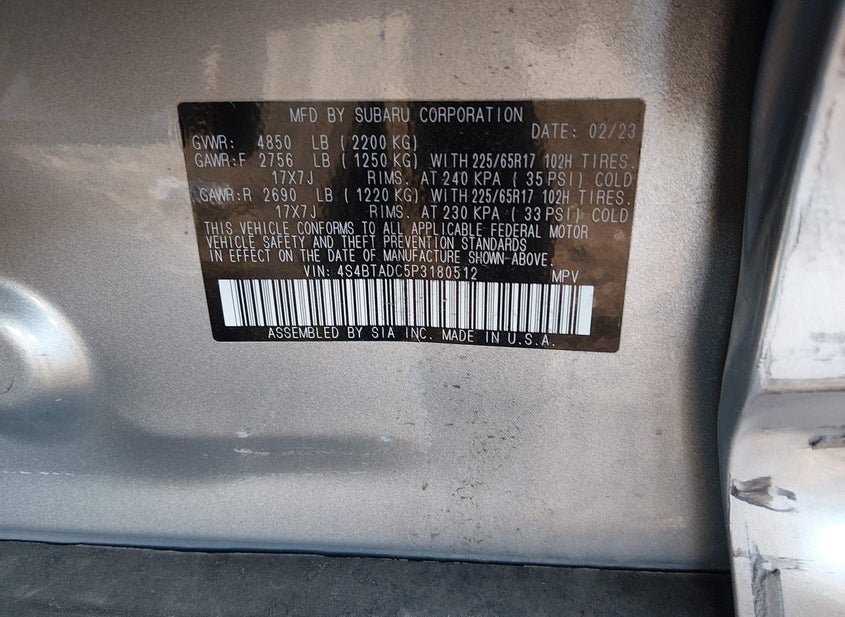 MFD BY SUBARU CORPORATION
DATE: 02/23
GVWR: 4850 LB (2200 KG)
GAWR:F 2756 LB (1250 KG) WITH 225/65R17 102H TIRES.
17X7J RIMS. AT 240 KPA (35 PSI) COLD
GAWR:R 2690 LB (1220 KG) WITH 225/65R17 102H TIRES.
17X7J RIMS. AT 230 KPA (33 PSI) COLD
THIS VEHICLE CONFORMS TO ALL APPLICABLE FEDERAL MOTOR
VEHICLE SAFETY AND THEFT PREVENTION STANDARDS
IN EFFECT ON THE DATE OF MANUFACTURE SHOWN ABOVE.
VIN: 4S4BTADC5P3180512 MPV
ASSEMBLED BY SIA INC. MADE IN U.S.A.